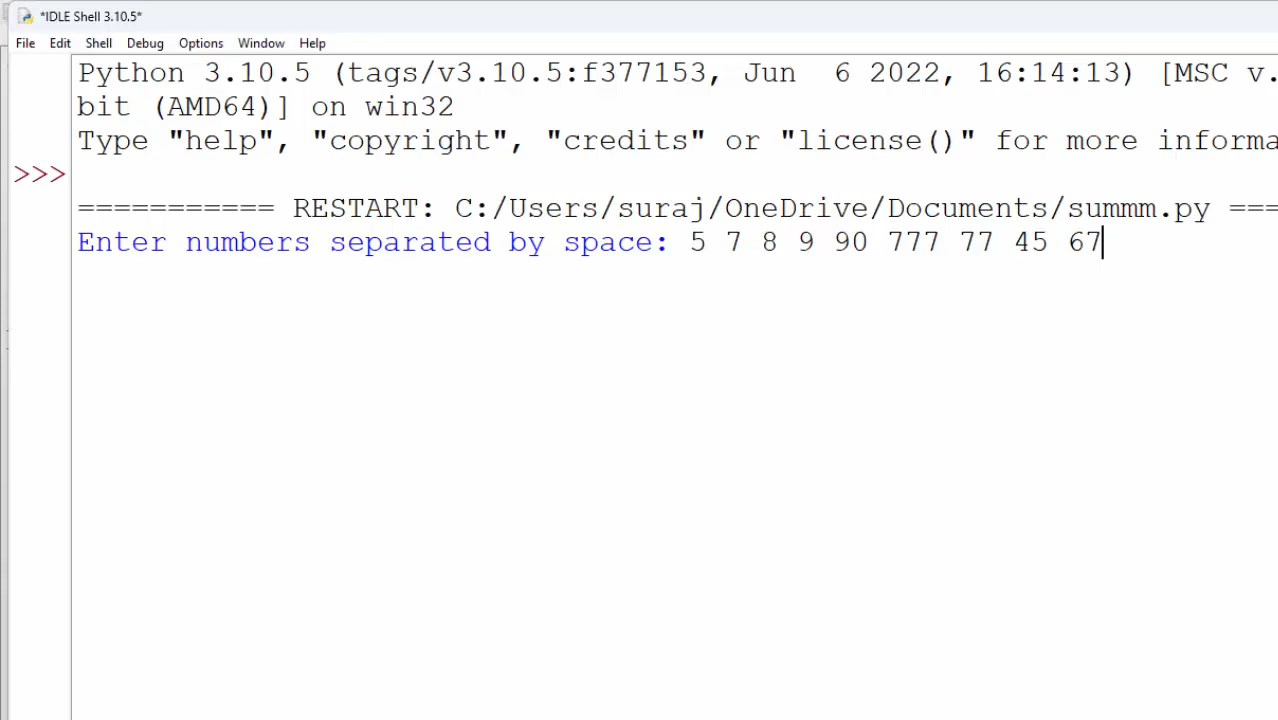 *IDLE Shell 3.10.5*
File Edit Shell Debug Options Window Help
Python 3.10.5 (tags/v3.10.5:f377153, Jun  6 2022, 16:14:13) [MSC v.
bit (AMD64)] on win32
Type "help", "copyright", "credits" or "license()" for more informa
>>>
=========== RESTART: C:/Users/suraj/OneDrive/Documents/summm.py ===
Enter numbers separated by space: 5 7 8 9 90 777 77 45 67